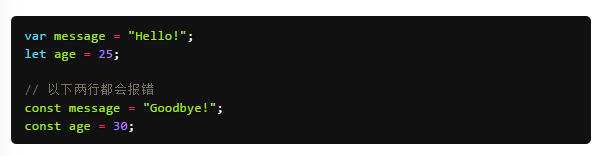 var message = "Hello!";
let age = 25;
// 以下两行都会报错
const message = "Goodbye!";
const age = 30;